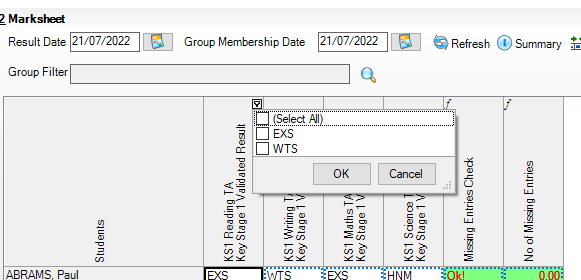 2 Marksheet
Result Date 21/07/2022 Group Membership Date 21/07/2022 Refresh Summary
Group Filter
(Select All)
EXS
WTS
OK Cancel
Students
KS1 Reading TA
Key Stage 1 Validated Result
KS1 Writing TA
Key Stage 1 V
KS1 Maths TA
Key Stage 1 V
KS1 Science T
Key Stage 1 V
Missing Entries Check
No of Missing Entries
ABRAMS, Paul EXS WTS EXS HNM Ok! 0.00